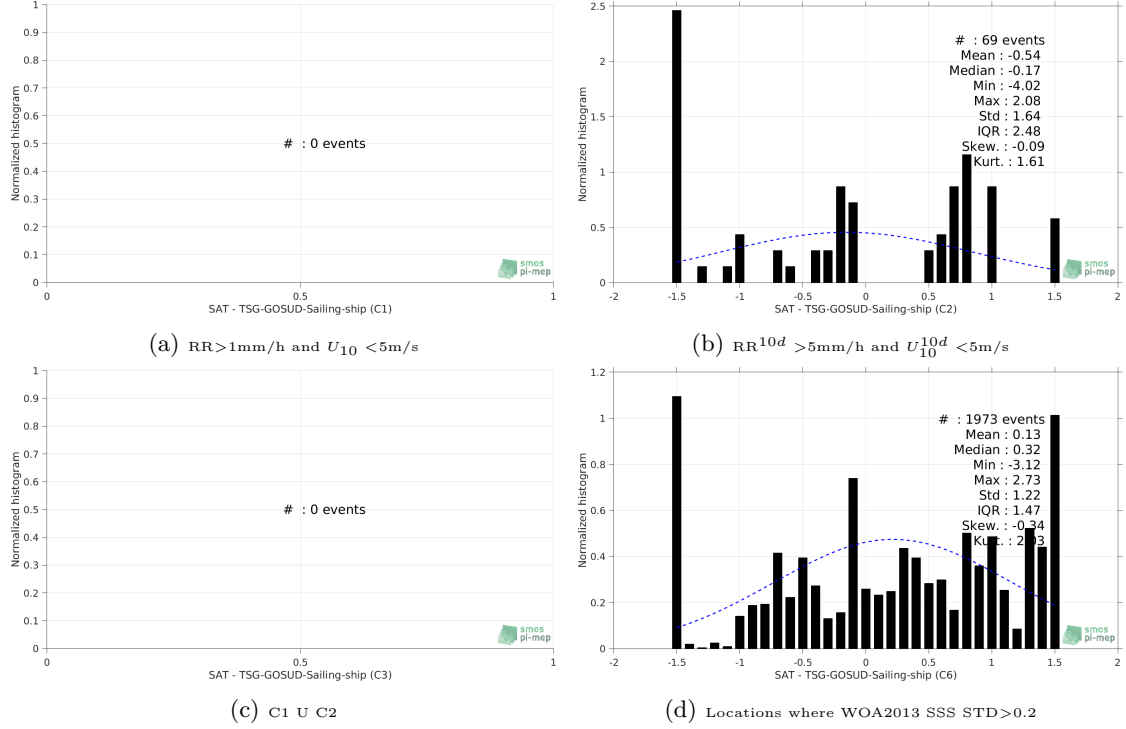 1
0.9
0.8
0.7
0.6
0.5
0.4
0.3
0.2
0.1
0
Normalized histogram
# : 0 events
smos
pi-mep
0 0.5 1
SAT - TSG-GOSUD-Sailing-ship (C1)
(a) RR>1mm/h and U10 <5m/s
2.5
2
1.5
1
0.5
0
Normalized histogram
# : 69 events
Mean : -0.54
Median : -0.17
Min : -4.02
Max : 2.08
Std : 1.64
IQR : 2.48
Skew. : -0.09
Kurt. : 1.61
smos
pi-mep
-2 -1.5 -1 -0.5 0 0.5 1 1.5 2
SAT - TSG-GOSUD-Sailing-ship (C2)
(b) RR^10d >5mm/h and U10^10d <5m/s
1
0.9
0.8
0.7
0.6
0.5
0.4
0.3
0.2
0.1
0
Normalized histogram
# : 0 events
smos
pi-mep
0 0.5 1
SAT - TSG-GOSUD-Sailing-ship (C3)
(c) C1 U C2
1.2
1
0.8
0.6
0.4
0.2
0
Normalized histogram
# : 1973 events
Mean : 0.13
Median : 0.32
Min : -3.12
Max : 2.73
Std : 1.22
IQR : 1.47
Skew. : -0.34
Kurt. : 2.03
smos
pi-mep
-2 -1.5 -1 -0.5 0 0.5 1 1.5 2
SAT - TSG-GOSUD-Sailing-ship (C6)
(d) Locations where WOA2013 SSS STD>0.2